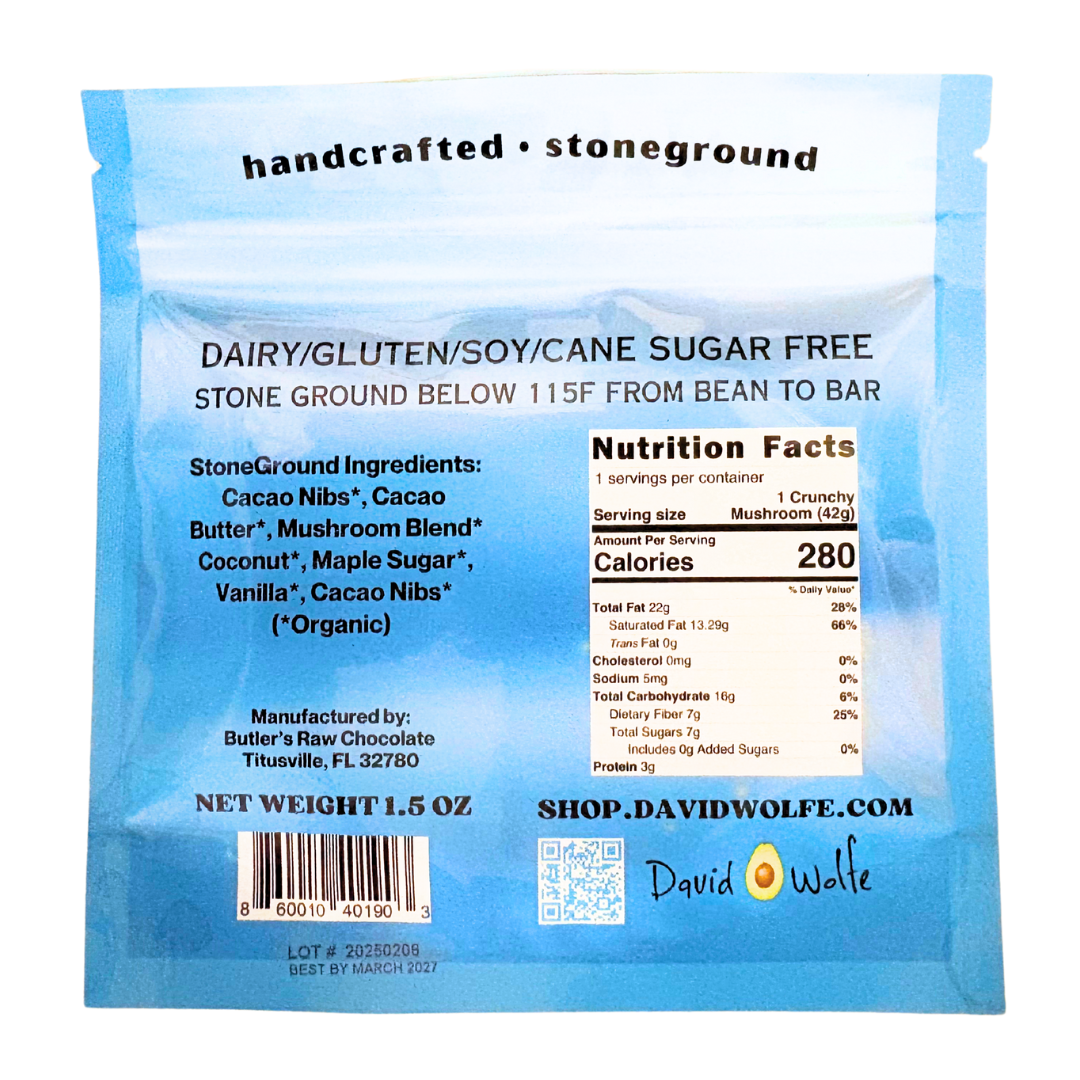 handcrafted • stoneground
DAIRY/GLUTEN/SOY/CANE SUGAR FREE
STONE GROUND BELOW 115F FROM BEAN TO BAR
StoneGround Ingredients:
Cacao Nibs*, Cacao
Butter*, Mushroom Blend*
Coconut*, Maple Sugar*,
Vanilla*, Cacao Nibs*
(*Organic)
Manufactured by:
Butler's Raw Chocolate
Titusville, FL 32780
NET WEIGHT 1.5 OZ
8 60010 40190 3
LOT # 20250208
BEST BY MARCH 2027
Nutrition Facts
1 servings per container
1 Crunchy
Serving size Mushroom (42g)
Amount Per Serving
Calories 280
% Daily Value*
Total Fat 22g 28%
Saturated Fat 13.29g 66%
Trans Fat 0g
Cholesterol 0mg 0%
Sodium 5mg 0%
Total Carbohydrate 16g 6%
Dietary Fiber 7g 25%
Total Sugars 7g
Includes 0g Added Sugars 0%
Protein 3g
SHOP.DAVIDWOLFE.COM
David Wolfe